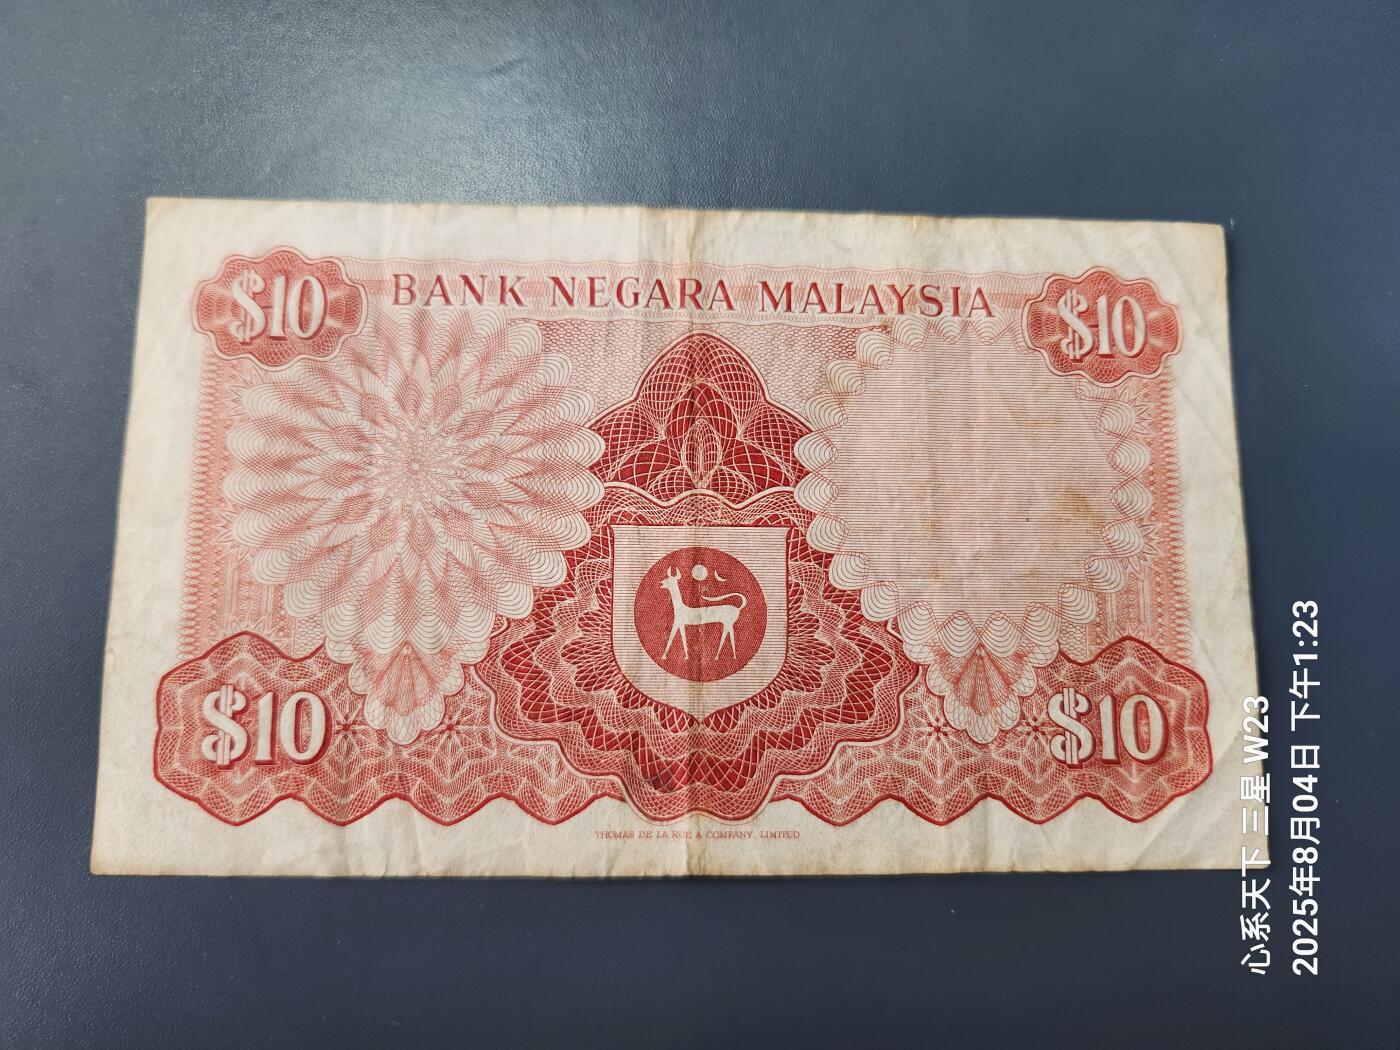 $10 BANK NEGARA MALAYSIA $10
$10 $10
THOMAS DE LA RUE & COMPANY, LIMITED
心系天下 三星 W23
2025年8月04日 下午1:23